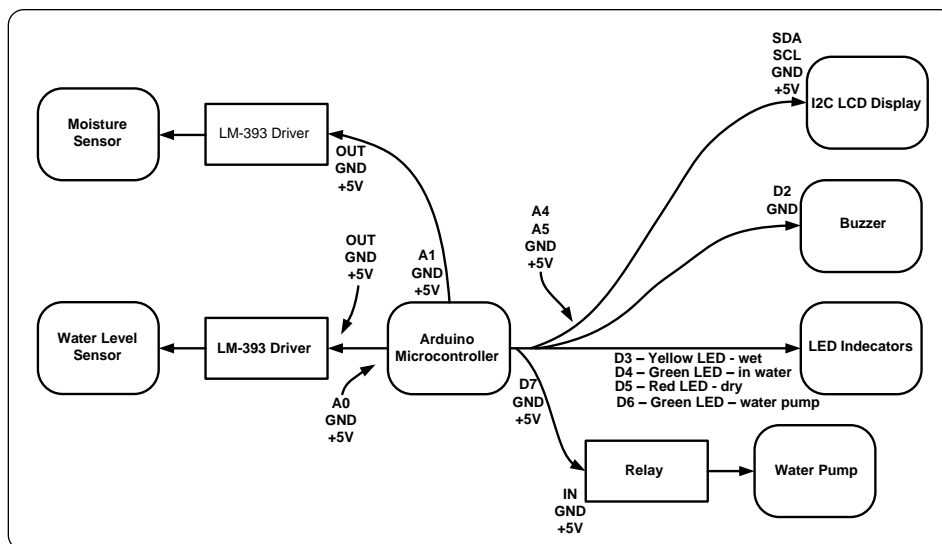 SDA
SCL
GND
+5V
I2C LCD Display
Moisture
Sensor
LM-393 Driver
OUT
GND
+5V
D2
GND
Buzzer
A4
A5
GND
+5V
OUT
GND
+5V
A1
GND
+5V
Water Level
Sensor
LM-393 Driver
Arduino
Microcontroller
LED Indecators
D3 – Yellow LED - wet
D4 – Green LED – in water
D5 – Red LED - dry
D6 – Green LED – water pump
A0
GND
+5V
D7
GND
+5V
Relay
Water Pump
IN
GND
+5V